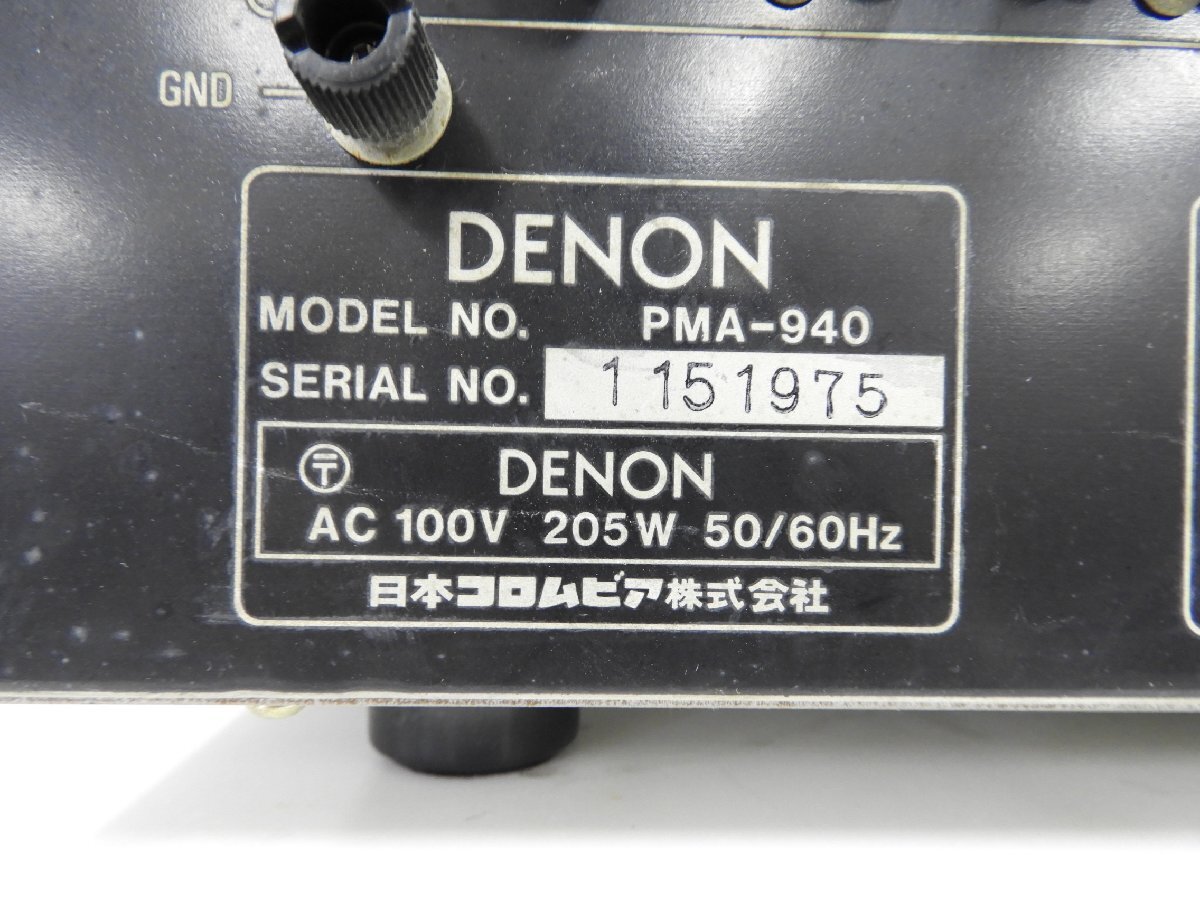 GND
DENON
MODEL NO. PMA-940
SERIAL NO. 1151975
〒 DENON
AC 100V 205W 50/60Hz
日本コロムビア株式会社